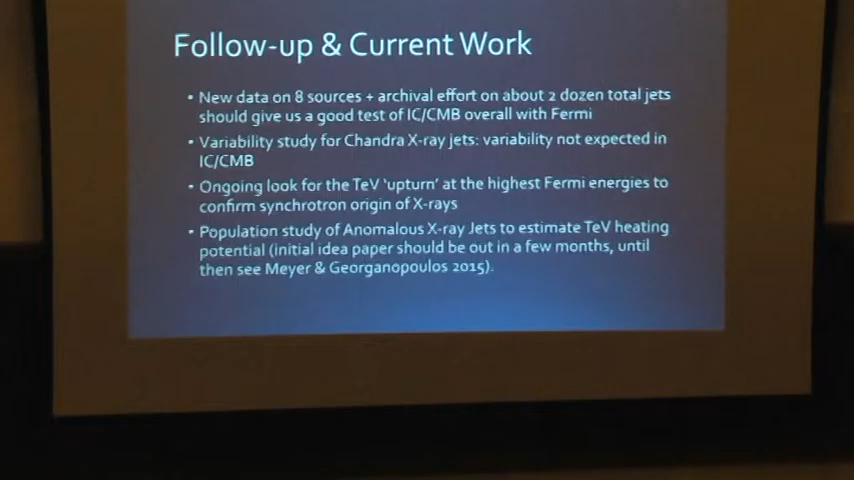 Follow-up & Current Work
• New data on 8 sources + archival effort on about 2 dozen total jets
should give us a good test of IC/CMB overall with Fermi
• Variability study for Chandra X-ray jets: variability not expected in
IC/CMB
• Ongoing look for the TeV 'upturn' at the highest Fermi energies to
confirm synchrotron origin of X-rays
• Population study of Anomalous X-ray Jets to estimate TeV heating
potential (initial idea paper should be out in a few months, until
then see Meyer & Georganopoulos 2015).